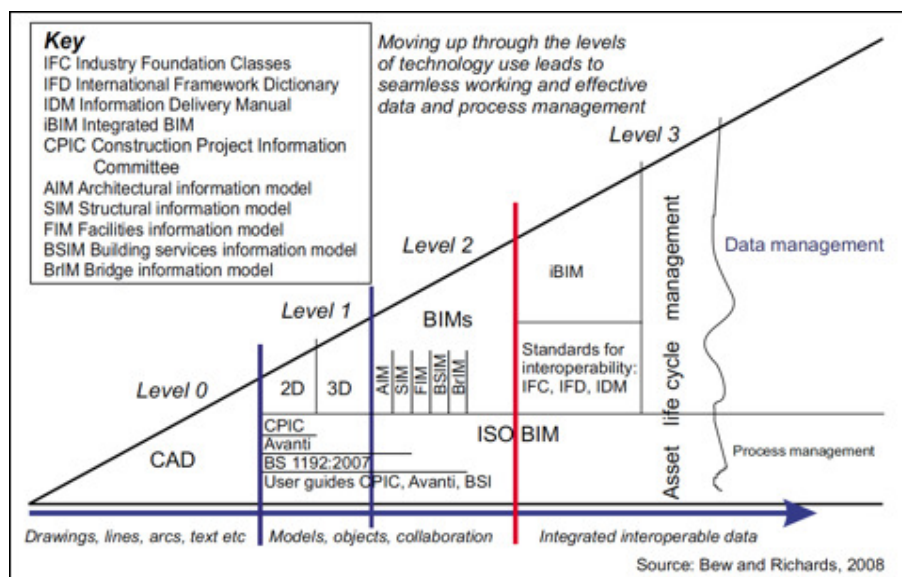 Key
IFC Industry Foundation Classes
IFD International Framework Dictionary
IDM Information Delivery Manual
iBIM Integrated BIM
CPIC Construction Project Information
Committee
AIM Architectural information model
SIM Structural information model
FIM Facilities information model
BSIM Building services information model
BrIM Bridge information model
Moving up through the levels
of technology use leads to
seamless working and effective
data and process management
Level 3
Level 2
Level 1
Level 0
Data management
iBIM
BIMs
Standards for
interoperability:
IFC, IFD, IDM
2D
3D
AIM
SIM
FIM
BSIM
BrIM
Asset life cycle management
CAD
CPIC
Avanti
BS 1192:2007
User guides CPIC, Avanti, BSI
ISO BIM
Process management
Drawings, lines, arcs, text etc
Models, objects, collaboration
Integrated interoperable data
Source: Bew and Richards, 2008